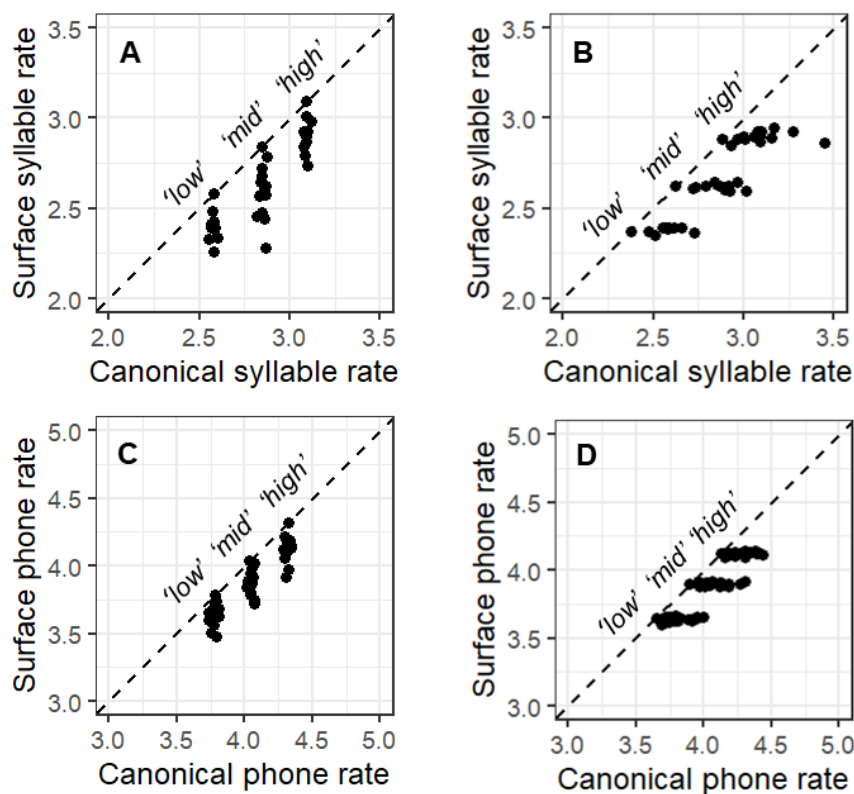 A
Surface syllable rate
3.5
3.0
2.5
2.0
'low' 'mid' 'high'
2.0 2.5 3.0 3.5
Canonical syllable rate
B
Surface syllable rate
3.5
3.0
2.5
2.0
'low' 'mid' 'high'
2.0 2.5 3.0 3.5
Canonical syllable rate
C
Surface phone rate
5.0
4.5
4.0
3.5
3.0
'low' 'mid' 'high'
3.0 3.5 4.0 4.5 5.0
Canonical phone rate
D
Surface phone rate
5.0
4.5
4.0
3.5
3.0
'low' 'mid' 'high'
3.0 3.5 4.0 4.5 5.0
Canonical phone rate